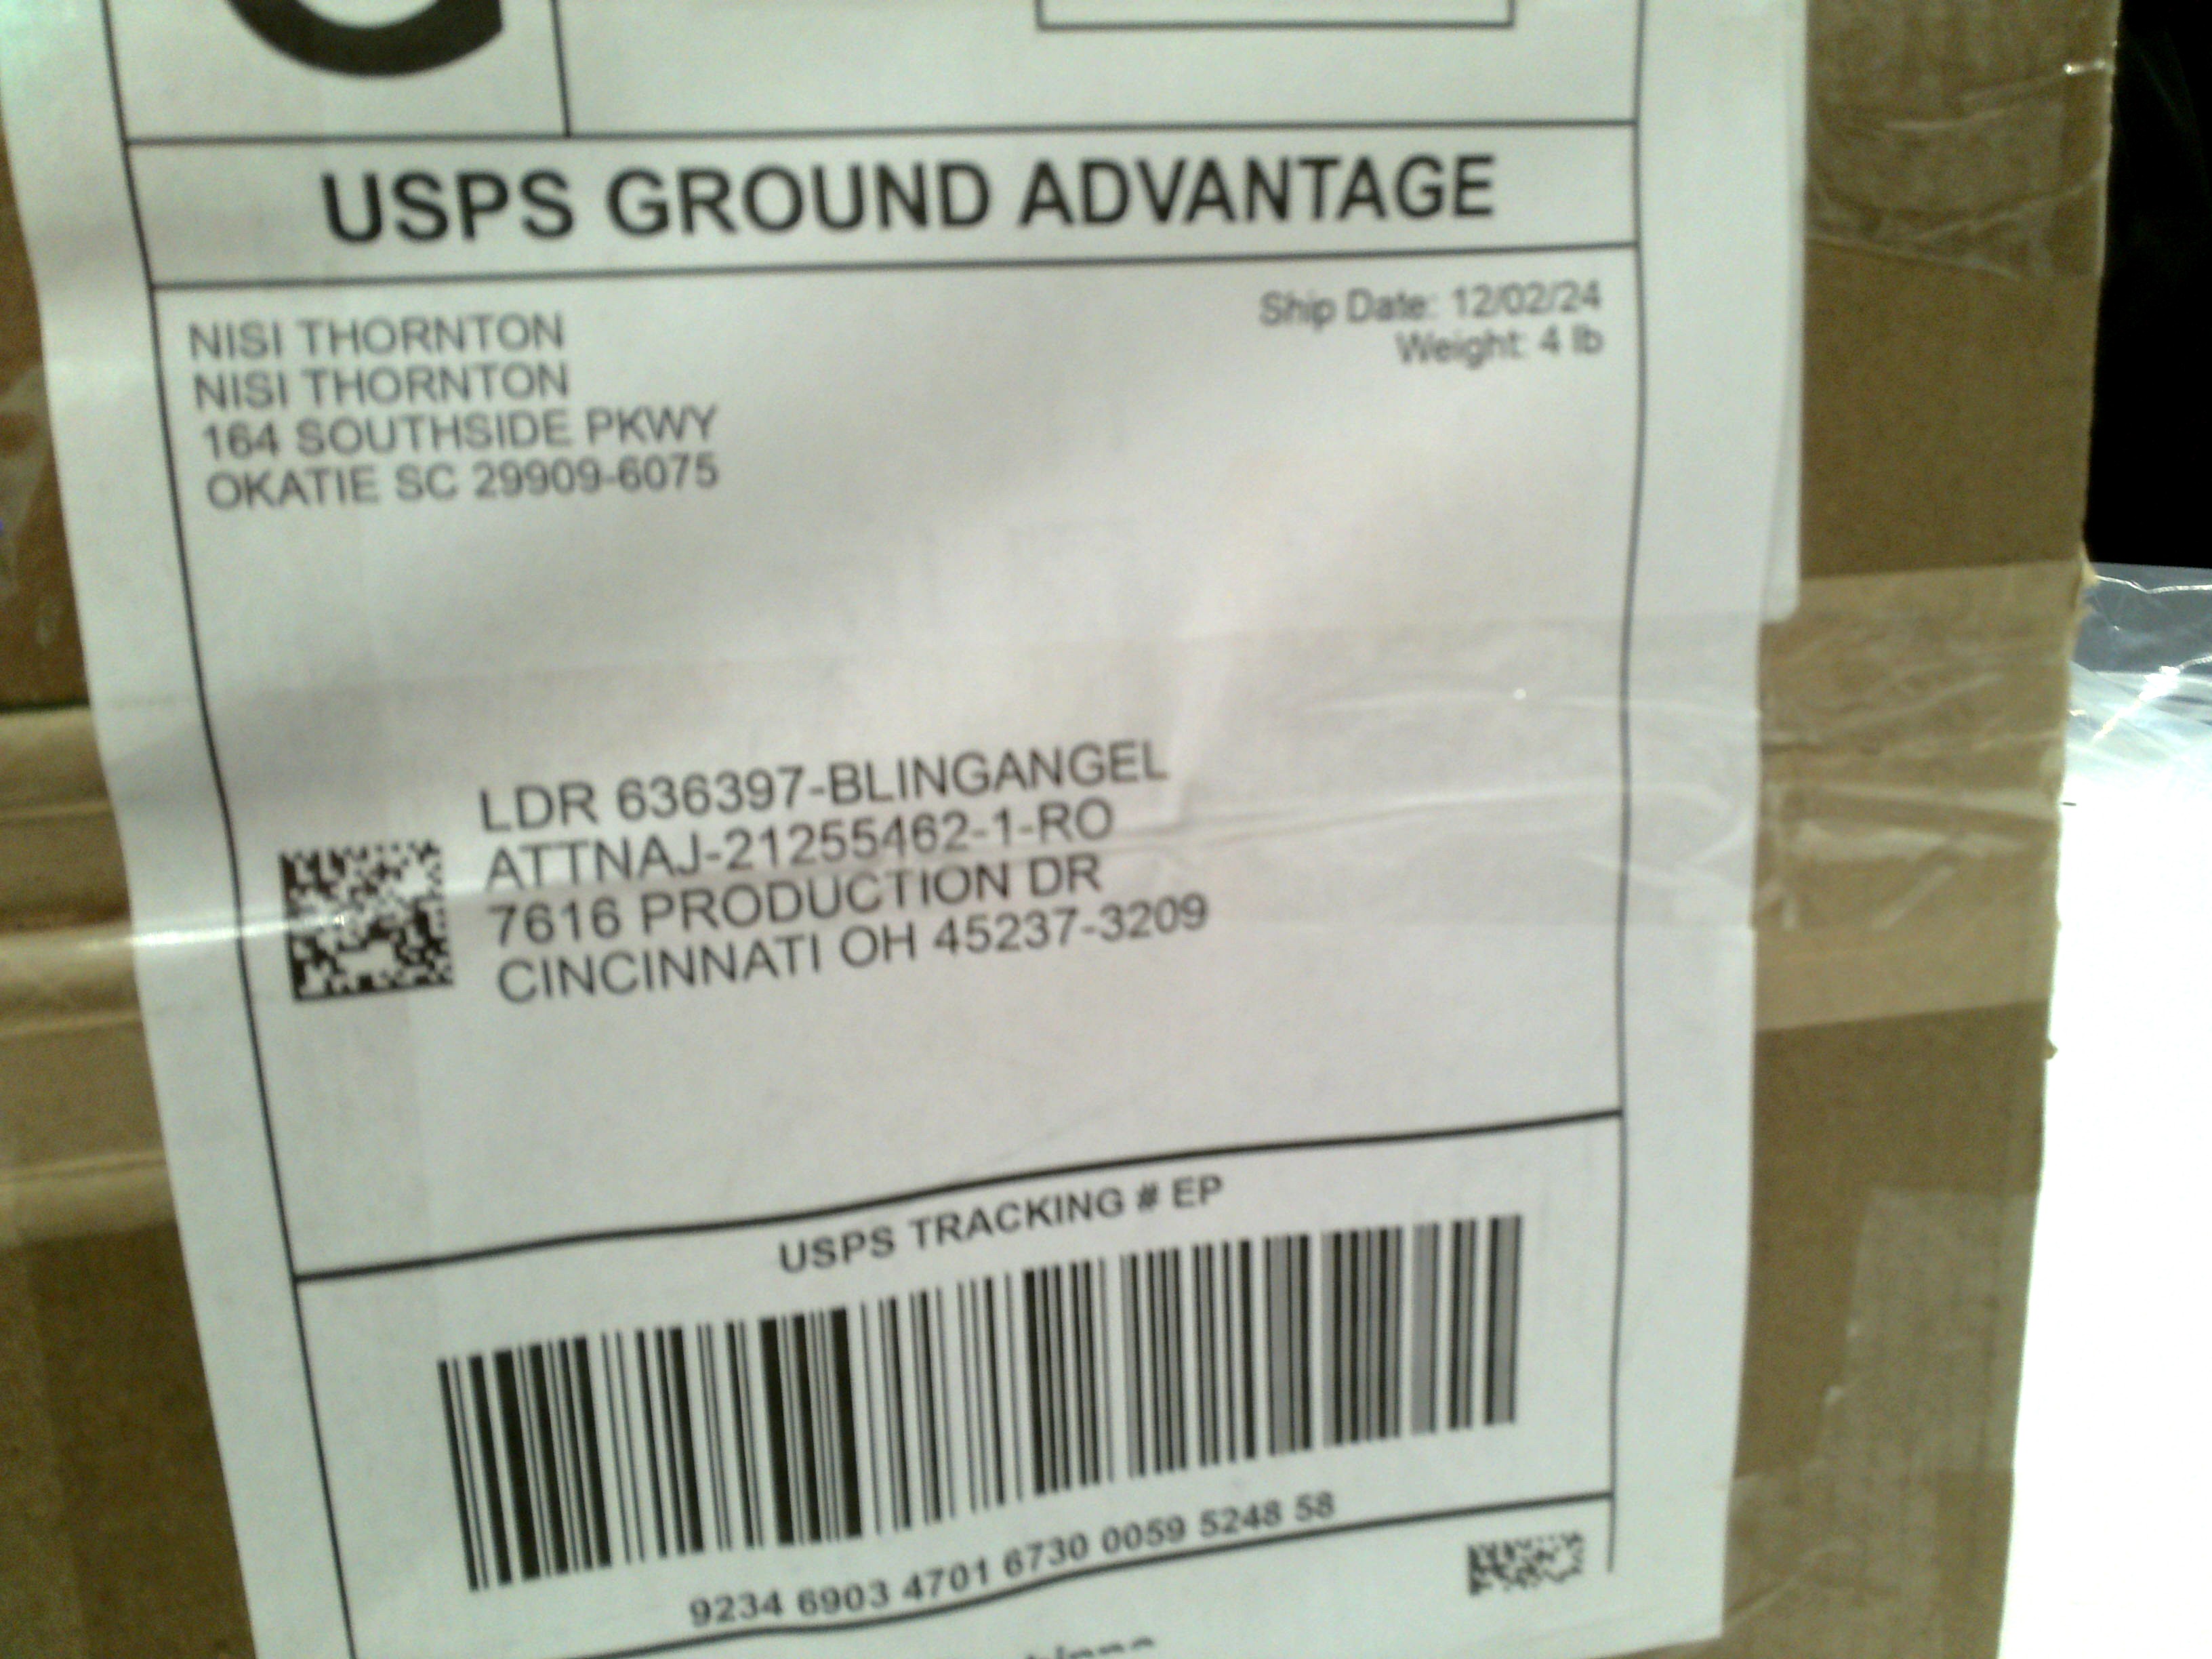 USPS GROUND ADVANTAGE
NISI THORNTON
NISI THORNTON
164 SOUTHSIDE PKWY
OKATIE SC 29909-6075
Ship Date: 12/02/24
Weight: 4 lb
LDR 636397-BLINGANGEL
ATTNAJ-21255462-1-RO
7616 PRODUCTION DR
CINCINNATI OH 45237-3209
USPS TRACKING # EP
9234 6903 4701 6730 0059 5248 58